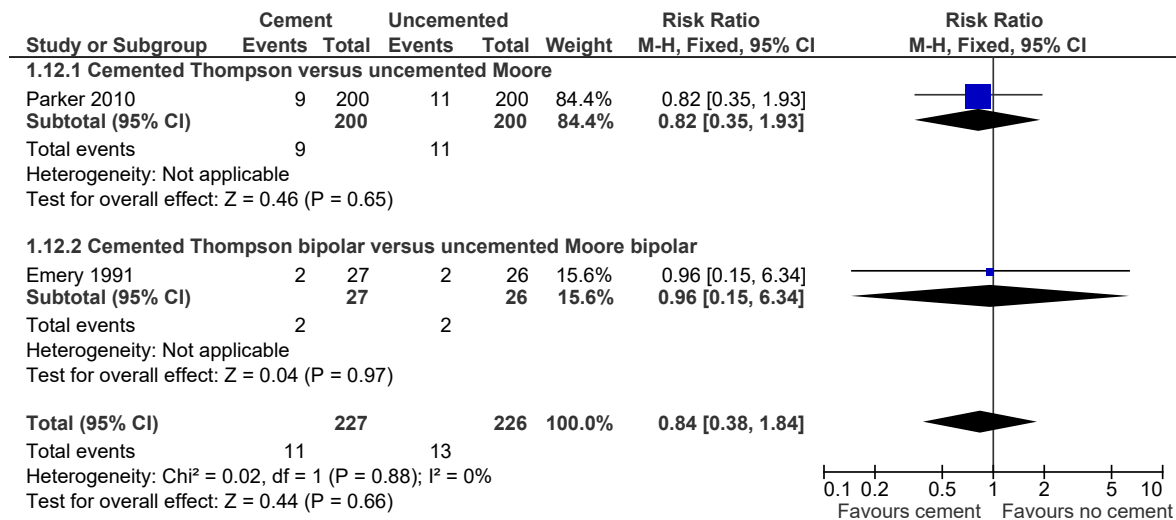 Cement Uncemented Risk Ratio Risk Ratio
Study or Subgroup Events Total Events Total Weight M-H, Fixed, 95% CI M-H, Fixed, 95% CI
1.12.1 Cemented Thompson versus uncemented Moore
Parker 2010 9 200 11 200 84.4% 0.82 [0.35, 1.93]
Subtotal (95% CI) 200 200 84.4% 0.82 [0.35, 1.93]
Total events 9 11
Heterogeneity: Not applicable
Test for overall effect: Z = 0.46 (P = 0.65)
1.12.2 Cemented Thompson bipolar versus uncemented Moore bipolar
Emery 1991 2 27 2 26 15.6% 0.96 [0.15, 6.34]
Subtotal (95% CI) 27 26 15.6% 0.96 [0.15, 6.34]
Total events 2 2
Heterogeneity: Not applicable
Test for overall effect: Z = 0.04 (P = 0.97)
Total (95% CI) 227 226 100.0% 0.84 [0.38, 1.84]
Total events 11 13
Heterogeneity: Chi² = 0.02, df = 1 (P = 0.88); I² = 0%
Test for overall effect: Z = 0.44 (P = 0.66)
0.1 0.2 0.5 1 2 5 10
Favours cement Favours no cement